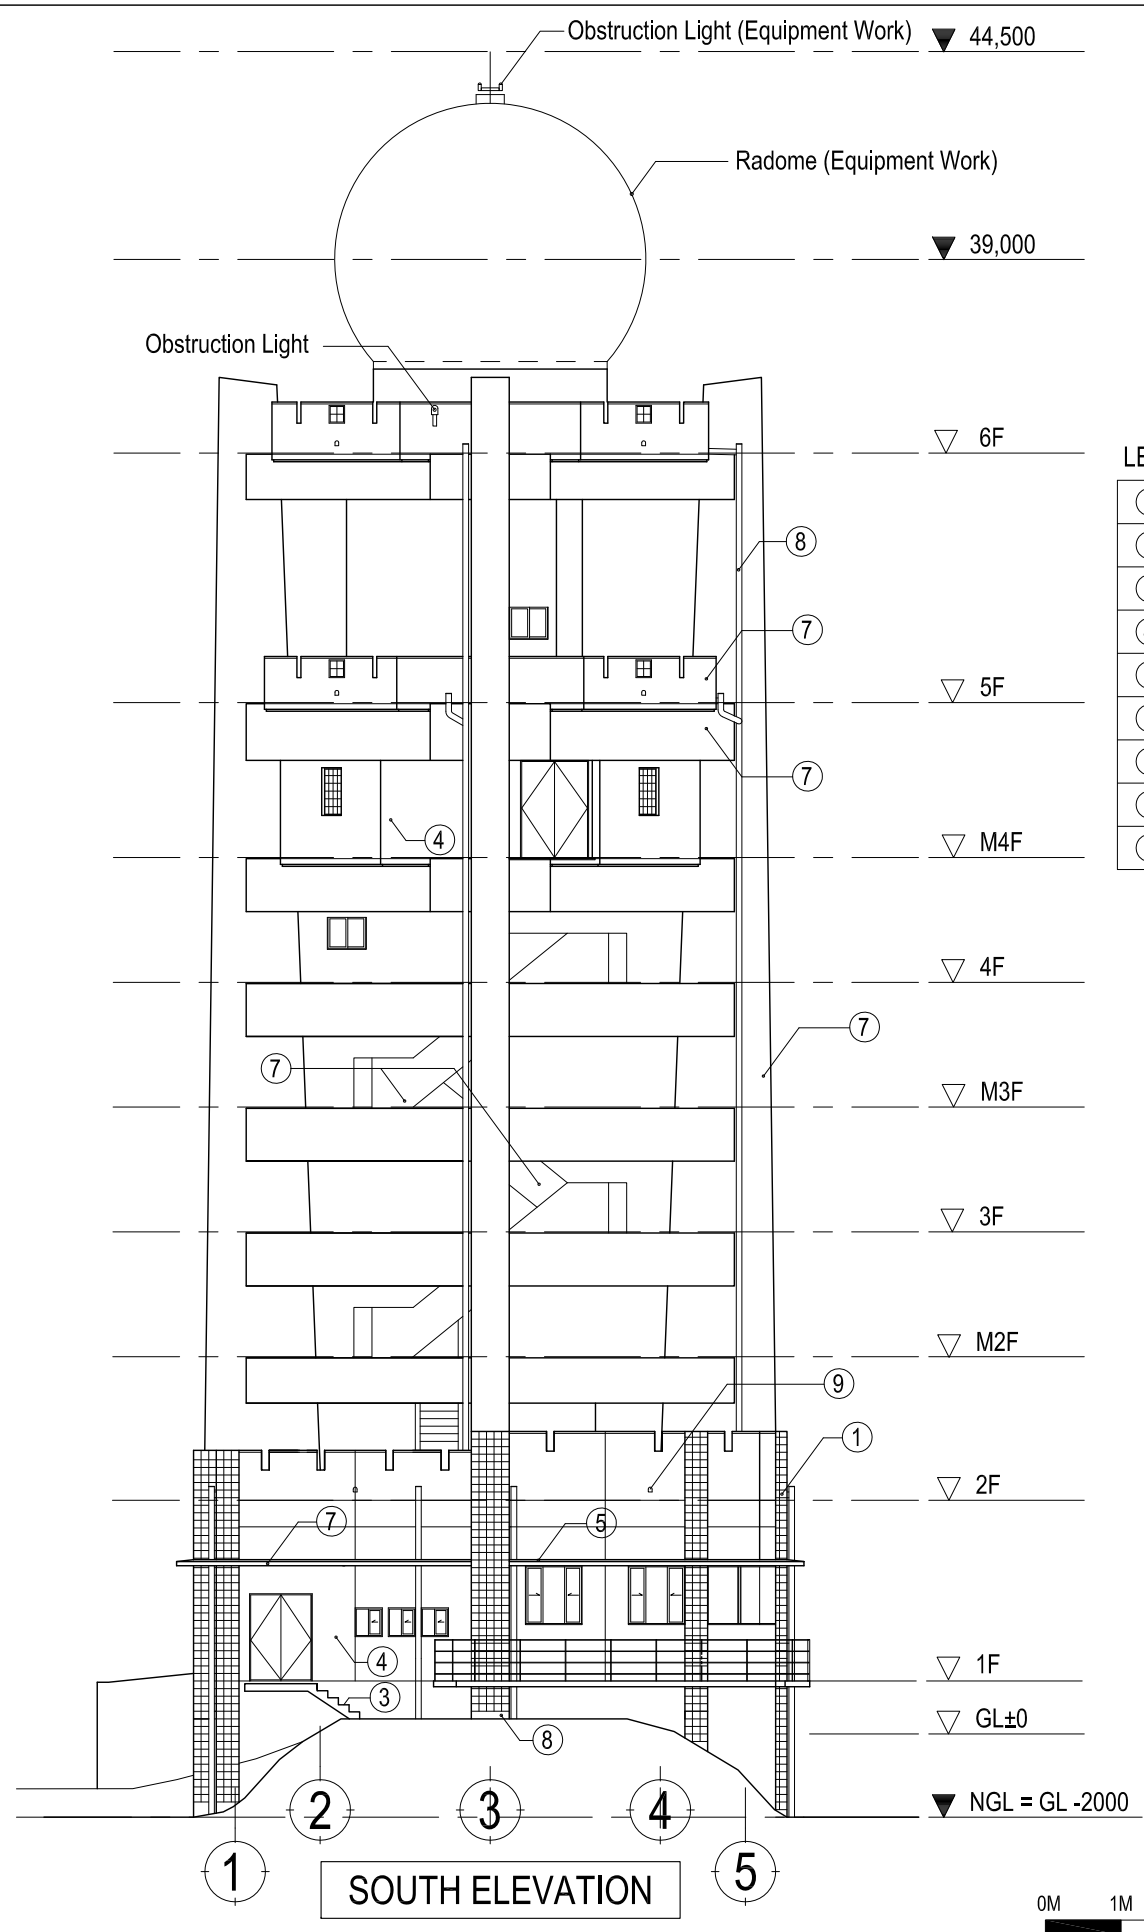 Obstruction Light (Equipment Work)
44,500
Radome (Equipment Work)
39,000
Obstruction Light
6F
LE
8
7
5F
7
4
M4F
4F
7
7
M3F
3F
M2F
9
1
2F
7
5
4
1F
3
GL±0
8
NGL = GL -2000
2
3
4
1
5
SOUTH ELEVATION
0M 1M